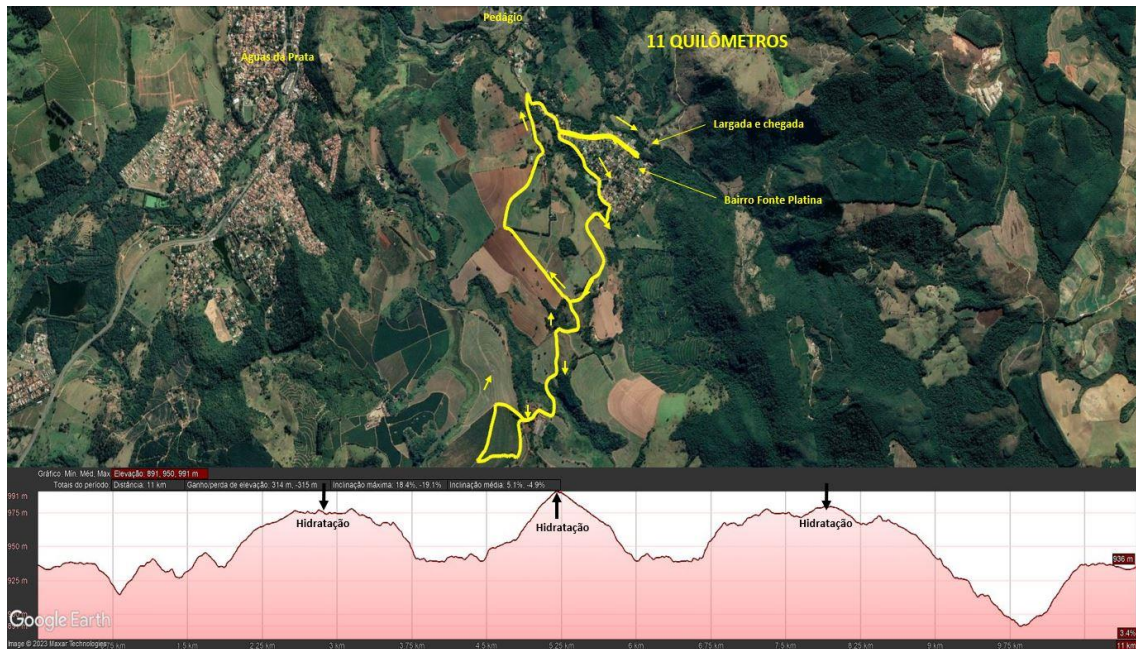 Pedágio
11 QUILÔMETROS
Águas da Prata
Largada e chegada
Bairro Fonte Platina
Gráfico Min. Méd, Max Elevação: 891, 950, 991 m
Totais do período: Distância: 11 km Ganho/perda de elevação: 314 m, -315 m Inclinação máxima: 18.4%, -19.1% Inclinação média: 5.1%, -4.9%
991 m
975 m
950 m
925 m
Hidratação
Hidratação
Hidratação
936 m
3.4%
Google Earth
Image © 2023 Maxar Technologies
1.5 km 2.25 km 3 km 3.75 km 4.5 km 5.25 km 6 km 6.75 km 7.5 km 8.25 km 9 km 9.75 km 11 km